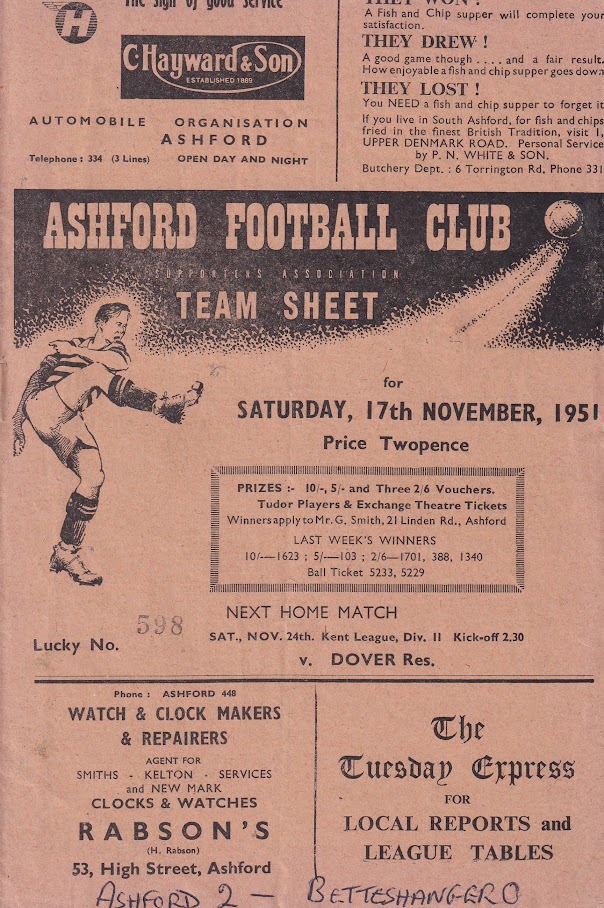 The Sign of good Service
H
C. Hayward & Son
ESTABLISHED 1869
AUTOMOBILE ORGANISATION
ASHFORD
Telephone : 334 (3 Lines) OPEN DAY AND NIGHT
THEY WON !
A Fish and Chip supper will complete your
satisfaction.
THEY DREW !
A good game though . . . . and a fair result.
How enjoyable a fish and chip supper goes down
THEY LOST !
You NEED a fish and chip supper to forget it
If you live in South Ashford, for fish and chips
fried in the finest British Tradition, visit 1,
UPPER DENMARK ROAD. Personal Service
by P. N. WHITE & SON.
Butchery Dept. : 6 Torrington Rd. Phone 331
ASHFORD FOOTBALL CLUB
SUPPORTERS ASSOCIATION
TEAM SHEET
for
SATURDAY, 17th NOVEMBER, 1951
Price Twopence
PRIZES :- 10/-, 5/- and Three 2/6 Vouchers.
Tudor Players & Exchange Theatre Tickets
Winners apply to Mr. G. Smith, 21 Linden Rd., Ashford
LAST WEEK'S WINNERS
10/-—1623 ; 5/-—103 ; 2/6—1701, 388, 1340
Ball Ticket 5233, 5229
NEXT HOME MATCH
SAT., NOV. 24th. Kent League, Div. II Kick-off 2.30
v. DOVER Res.
Lucky No. 598
Phone : ASHFORD 448
WATCH & CLOCK MAKERS
& REPAIRERS
AGENT FOR
SMITHS - KELTON - SERVICES
and NEW MARK
CLOCKS & WATCHES
RABSON'S
(H. Rabson)
53, High Street, Ashford
The
Tuesday Express
FOR
LOCAL REPORTS and
LEAGUE TABLES
ASHFORD 2 — BETTESHANGER 0